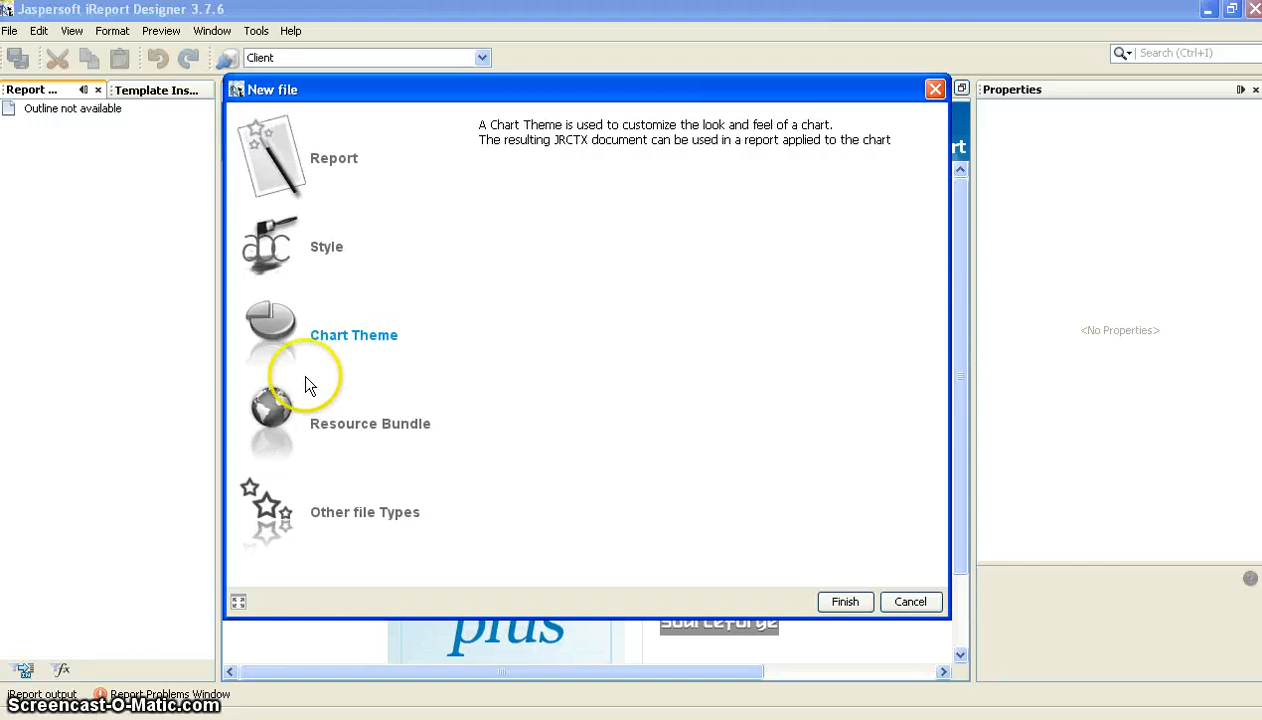 Jaspersoft iReport Designer 3.7.6
File Edit View Format Preview Window Tools Help
Client
Search (Ctrl+I)
Report ...
Template Ins...
Outline not available
New file
Properties
A Chart Theme is used to customize the look and feel of a chart.
The resulting JRCTX document can be used in a report applied to the chart
rt
Report
Style
Chart Theme
Resource Bundle
Other file Types
<No Properties>
Finish
Cancel
plus
sourceforge
fx
iReport output
Report Problems Window
Screencast-O-Matic.com